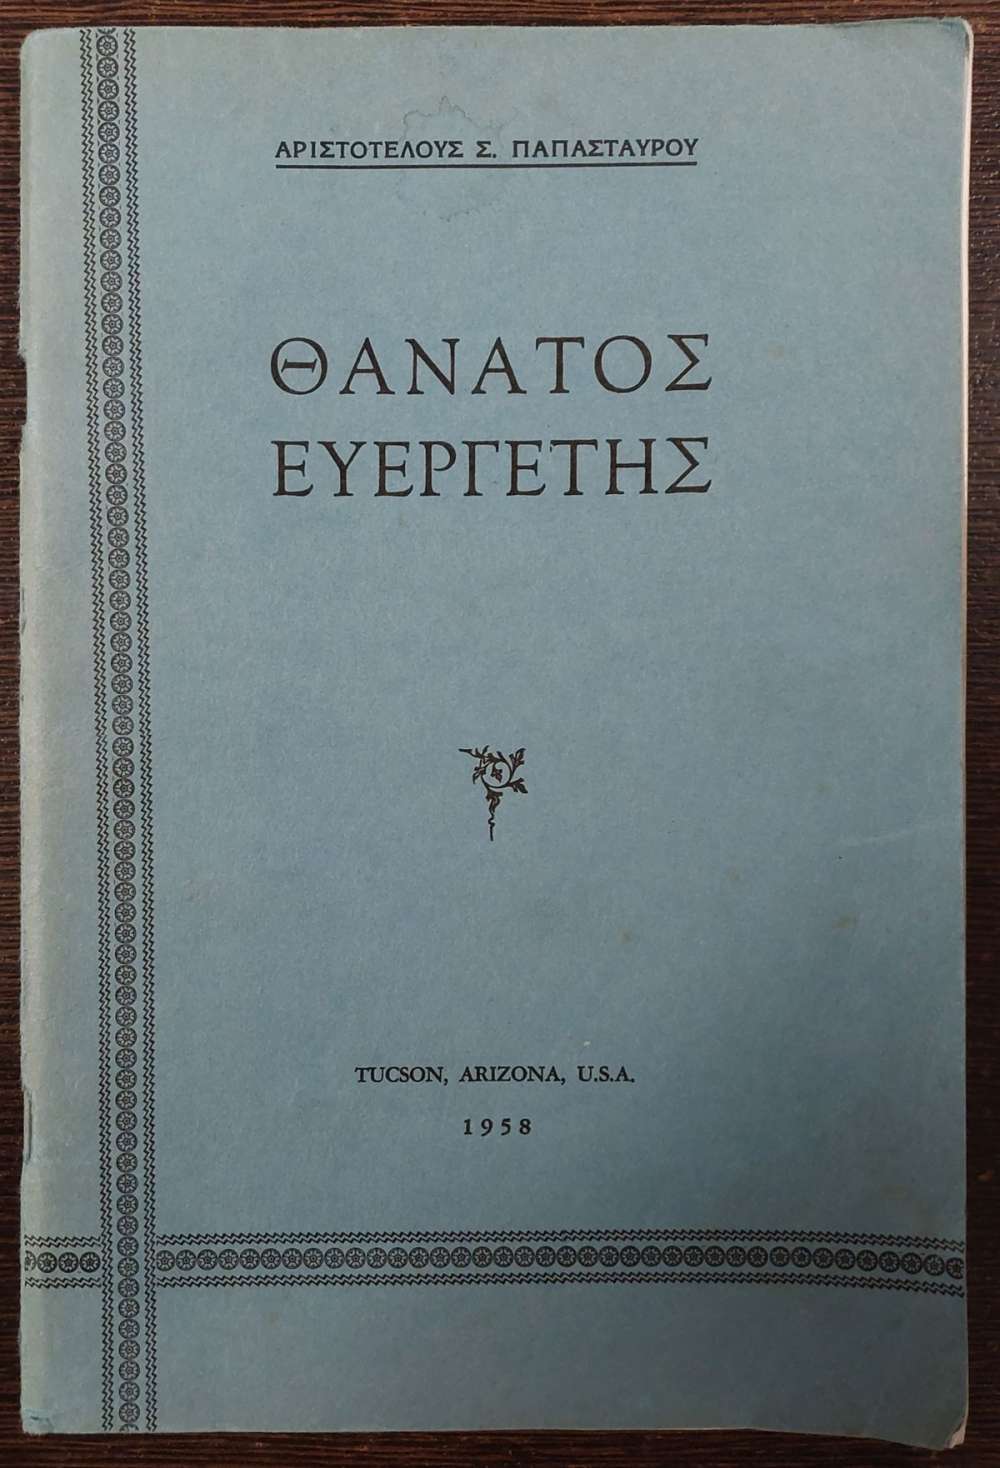 ΑΡΙΣΤΟΤΕΛΟΥΣ Σ. ΠΑΠΑΣΤΑΥΡΟΥ
ΘΑΝΑΤΟΣ
ΕΥΕΡΓΕΤΗΣ
TUCSON, ARIZONA, U.S.A.
1958